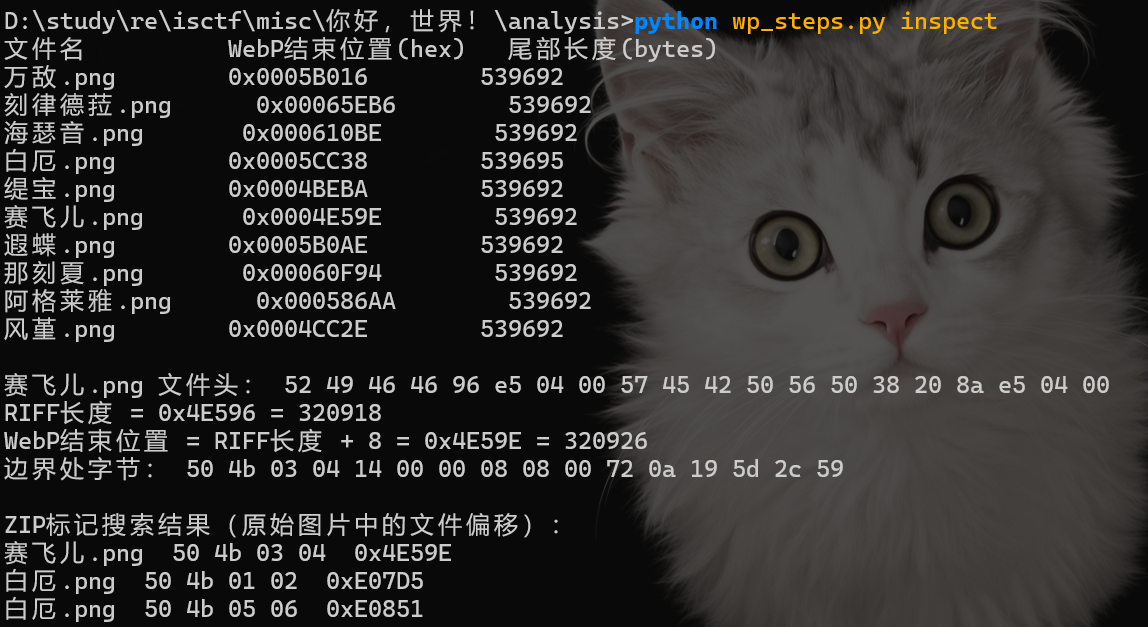 D:\study\re\isctf\misc\你好，世界！\analysis>python wp_steps.py inspect
文件名 WebP结束位置(hex) 尾部长度(bytes)
万敌.png 0x0005B016 539692
刻律德菈.png 0x00065EB6 539692
海瑟音.png 0x000610BE 539692
白厄.png 0x0005CC38 539695
缇宝.png 0x0004BEBA 539692
赛飞儿.png 0x0004E59E 539692
遐蝶.png 0x0005B0AE 539692
那刻夏.png 0x00060F94 539692
阿格莱雅.png 0x000586AA 539692
风堇.png 0x0004CC2E 539692
赛飞儿.png 文件头： 52 49 46 46 96 e5 04 00 57 45 42 50 56 50 38 20 8a e5 04 00
RIFF长度 = 0x4E596 = 320918
WebP结束位置 = RIFF长度 + 8 = 0x4E59E = 320926
边界处字节： 50 4b 03 04 14 00 00 08 08 00 72 0a 19 5d 2c 59
ZIP标记搜索结果（原始图片中的文件偏移）：
赛飞儿.png 50 4b 03 04 0x4E59E
白厄.png 50 4b 01 02 0xE07D5
白厄.png 50 4b 05 06 0xE0851